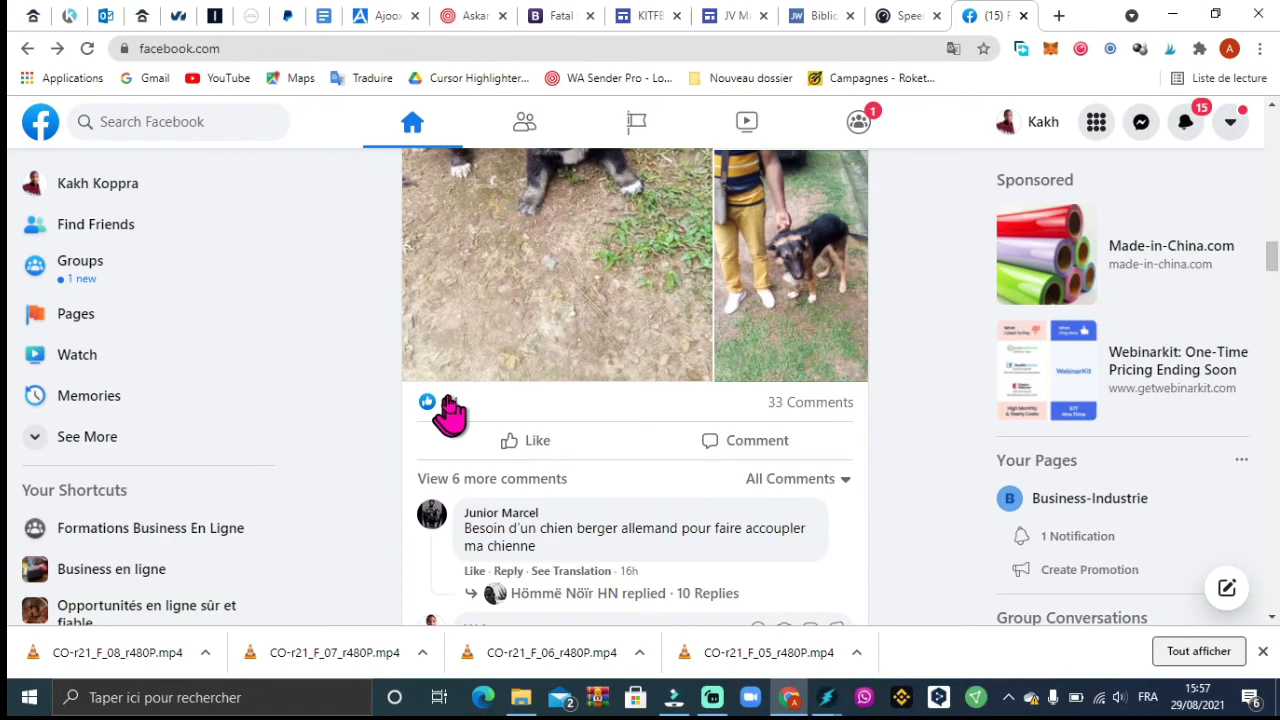 Ajoox
Askar
Fatal
KITFB
JV Ma
Biblic
Spee
(15) F
facebook.com
Applications
Gmail
YouTube
Maps
Traduire
Cursor Highlighter...
WA Sender Pro - Lo...
Nouveau dossier
Campagnes - Roket...
Liste de lecture
Search Facebook
1
Kakh
15
Kakh Koppra
Find Friends
Groups
1 new
Pages
Watch
Memories
See More
Your Shortcuts
Formations Business En Ligne
Business en ligne
Opportunités en ligne sûr et
fiable
33 Comments
Like
Comment
View 6 more comments
All Comments
Junior Marcel
Besoin d'un chien berger allemand pour faire accoupler
ma chienne
Like · Reply · See Translation · 16h
Hömmë Nöïr HN replied · 10 Replies
Sponsored
Made-in-China.com
made-in-china.com
WebinarKit
Webinarkit: One-Time
Pricing Ending Soon
www.getwebinarkit.com
Your Pages
B
Business-Industrie
1 Notification
Create Promotion
Group Conversations
CO-r21_F_08_r480P.mp4
CO-r21_F_07_r480P.mp4
CO-r21_F_06_r480P.mp4
CO-r21_F_05_r480P.mp4
Tout afficher
Taper ici pour rechercher
2
FRA
15:57
29/08/2021
6